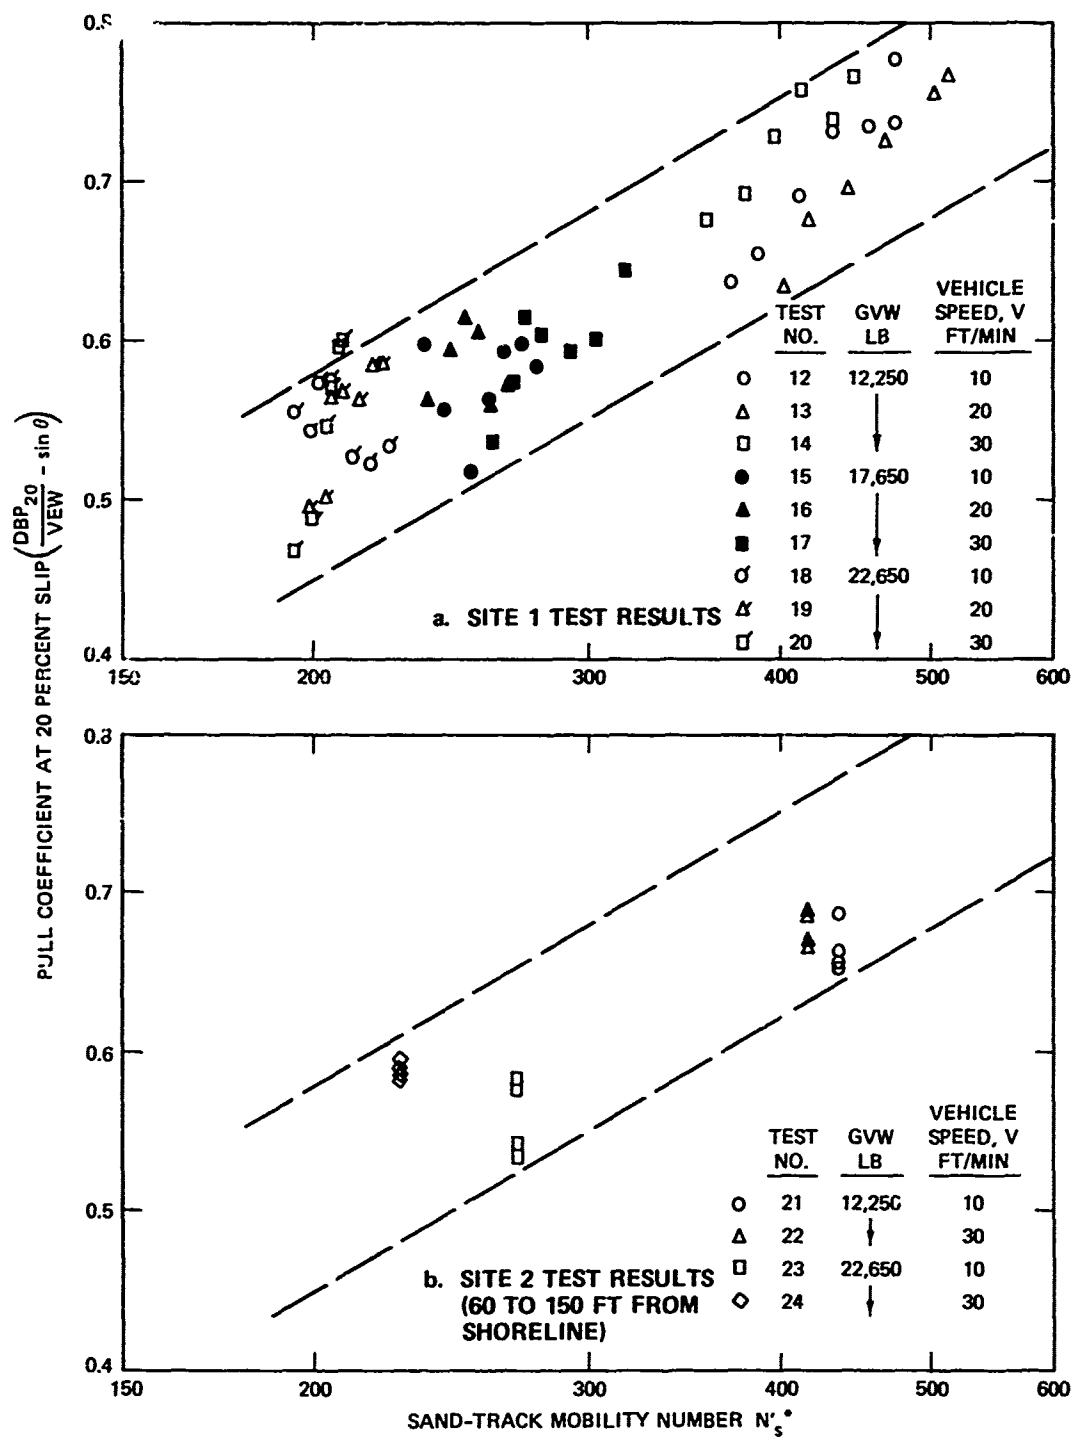 PULL COEFFICIENT AT 20 PERCENT SLIP (DBP20/VEW - sin θ)
0.8
0.7
0.6
0.5
0.4
150 200 300 400 500 600
TEST NO. GVW LB VEHICLE SPEED, V FT/MIN
12 12,250 10
13 20
14 30
15 17,650 10
16 20
17 30
18 22,650 10
19 20
20 30
a. SITE 1 TEST RESULTS
0.8
0.7
0.6
0.5
0.4
TEST NO. GVW LB VEHICLE SPEED, V FT/MIN
21 12,250 10
22 30
23 22,650 10
24 30
b. SITE 2 TEST RESULTS
(60 TO 150 FT FROM
SHORELINE)
150 200 300 400 500 600
SAND-TRACK MOBILITY NUMBER N's*